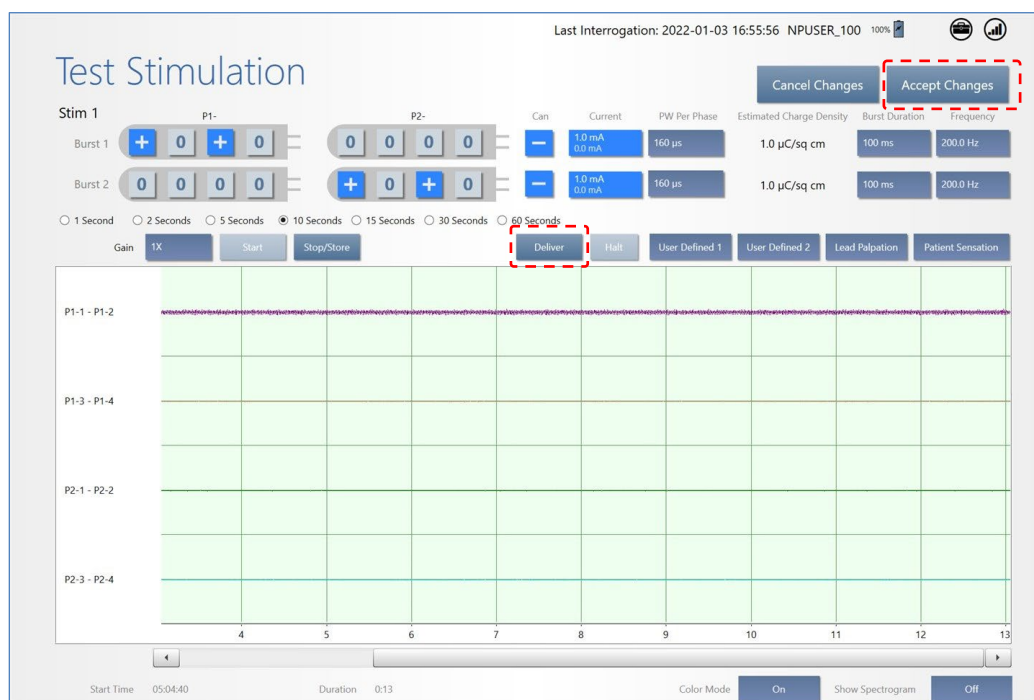 Last Interrogation: 2022-01-03 16:55:56 NPUSER_100 100%
Test Stimulation
Cancel Changes Accept Changes
Stim 1 P1- P2- Can Current PW Per Phase Estimated Charge Density Burst Duration Frequency
Burst 1 + 0 + 0 0 0 0 0 − 1.0 mA 160 µs 1.0 µC/sq cm 100 ms 200.0 Hz
0.0 mA
Burst 2 0 0 0 0 + 0 + 0 − 1.0 mA 160 µs 1.0 µC/sq cm 100 ms 200.0 Hz
0.0 mA
1 Second 2 Seconds 5 Seconds 10 Seconds 15 Seconds 30 Seconds 60 Seconds
Gain 1X Start Stop/Store Deliver Halt User Defined 1 User Defined 2 Lead Palpation Patient Sensation
P1-1 - P1-2
P1-3 - P1-4
P2-1 - P2-2
P2-3 - P2-4
4 5 6 7 8 9 10 11 12 13
Start Time 05:04:40 Duration 0:13 Color Mode On Show Spectrogram Off